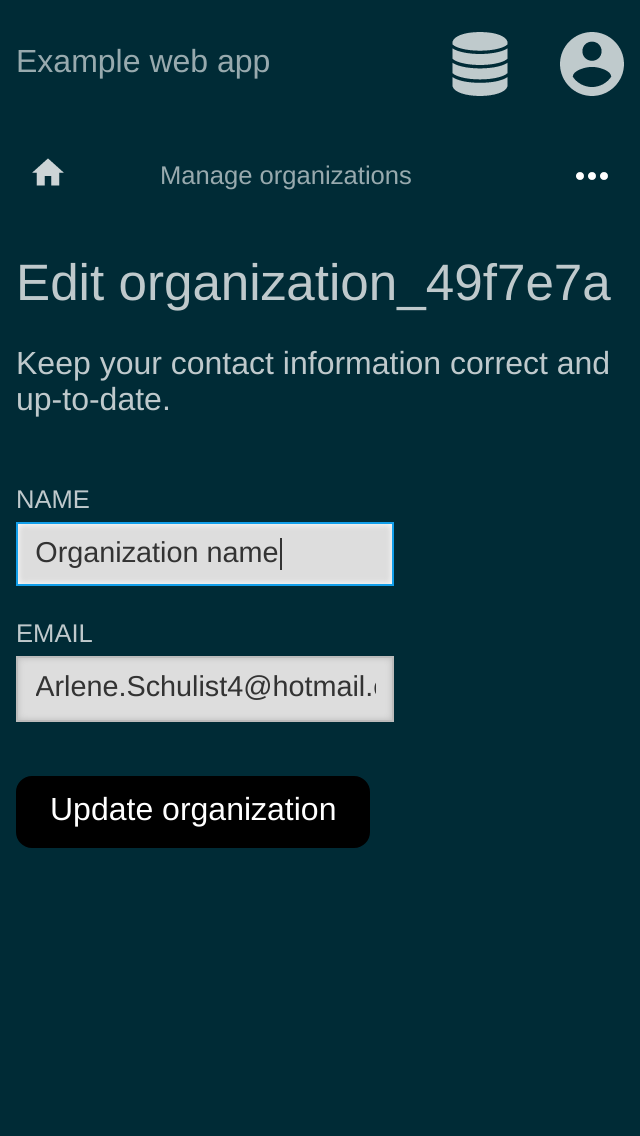 Example web app
Manage organizations
Edit organization_49f7e7a
Keep your contact information correct and
up-to-date.
NAME
Organization name
EMAIL
Arlene.Schulist4@hotmail.
Update organization